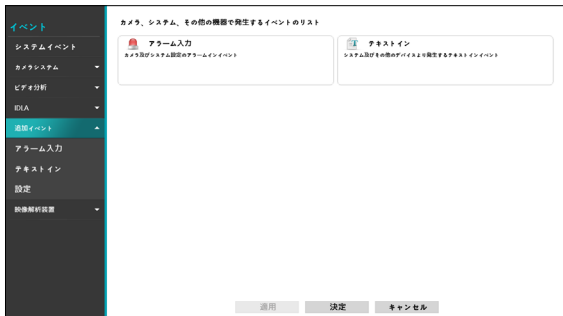 イベント
システムイベント
カメラシステム
ビデオ分析
IDLA
追加イベント
アラーム入力
テキストイン
設定
映像解析装置
カメラ、システム、その他の機器で発生するイベントのリスト
アラーム入力
カメラ及びシステム設定のアラームインイベント
テキストイン
システム及びその他のデバイスより発生するテキストインイベント
適用
決定
キャンセル